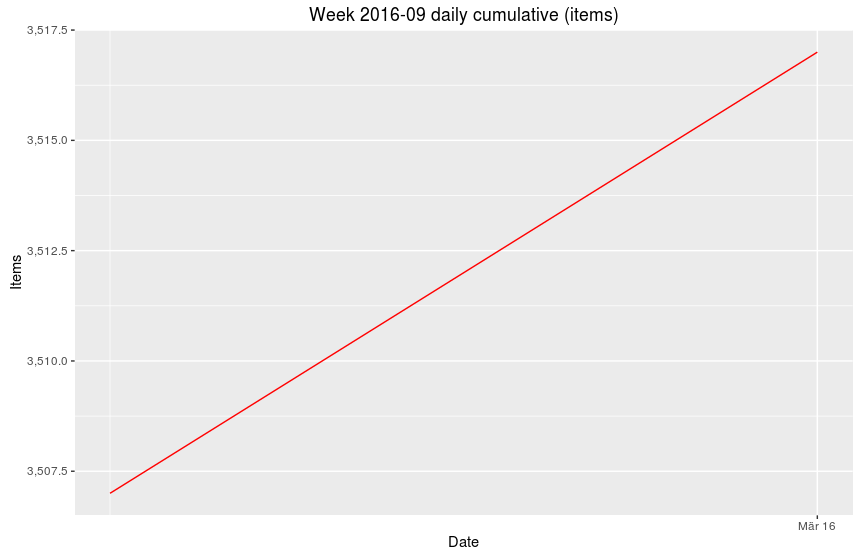 Week 2016-09 daily cumulative (items)
3,517.5
3,515.0
3,512.5
3,510.0
3,507.5
Items
Mär 16
Date